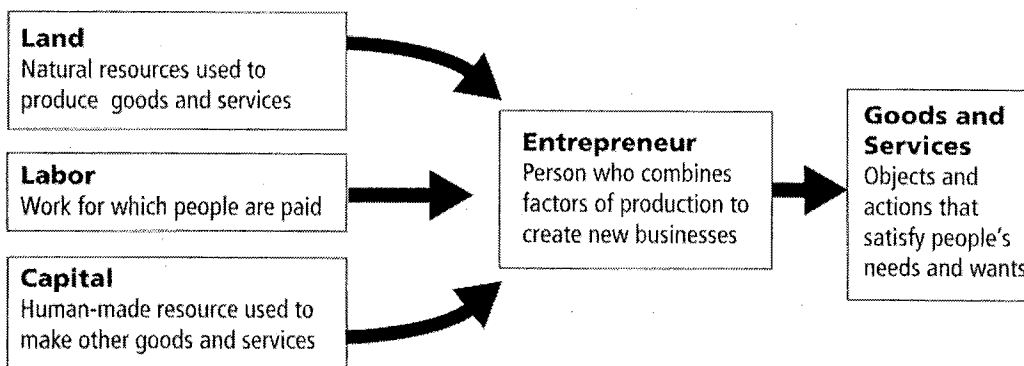 Land
Natural resources used to
produce goods and services
Labor
Work for which people are paid
Capital
Human-made resource used to
make other goods and services
Entrepreneur
Person who combines
factors of production to
create new businesses
Goods and
Services
Objects and
actions that
satisfy people's
needs and wants